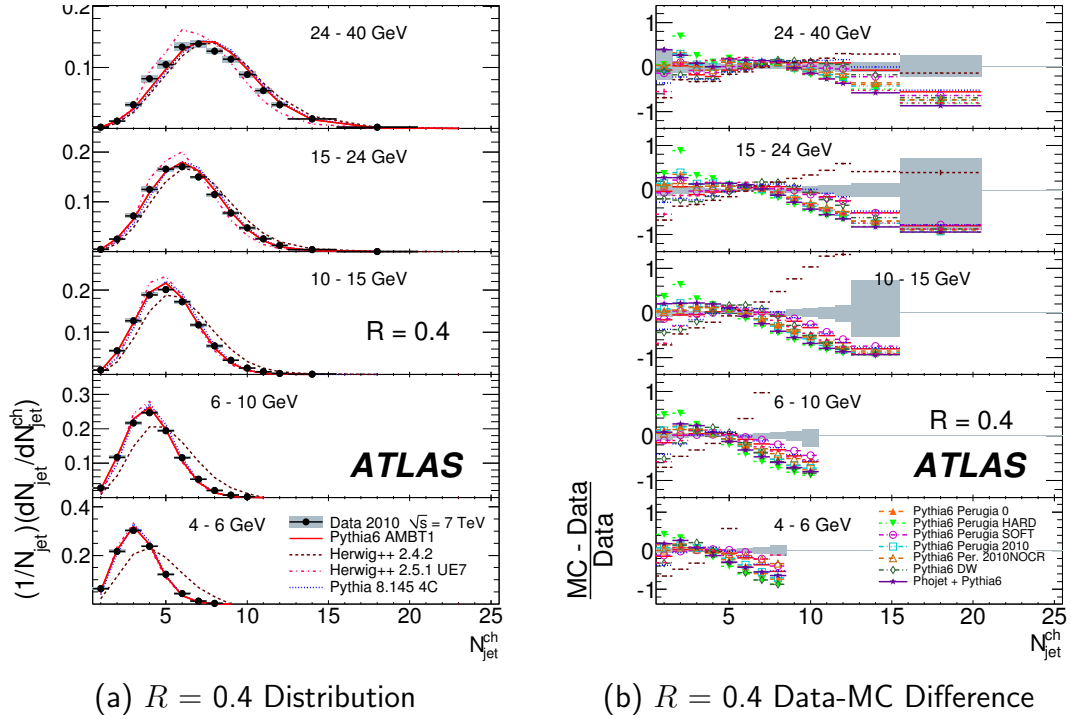 24 - 40 GeV
0.1
15 - 24 GeV
0.2
0.1
10 - 15 GeV
0.2
0.1
R = 0.4
6 - 10 GeV
0.3
0.2
0.1
ATLAS
4 - 6 GeV
0.4
0.2
Data 2010 √s = 7 TeV
Pythia6 AMBT1
Herwig++ 2.4.2
Herwig++ 2.5.1 UE7
Pythia 8.145 4C
0 5 10 15 20 25
N_jet^ch
(1/N_jet)(dN_jet/dN_jet^ch)
(a) R = 0.4 Distribution
24 - 40 GeV
1
0
-1
15 - 24 GeV
1
0
-1
10 - 15 GeV
1
0
-1
6 - 10 GeV
1
0
-1
R = 0.4
ATLAS
4 - 6 GeV
1
0
-1
Pythia6 Perugia 0
Pythia6 Perugia HARD
Pythia6 Perugia SOFT
Pythia6 Perugia 2010
Pythia6 Per. 2010NOCR
Pythia6 DW
Phojet + Pythia6
5 10 15 20 25
N_jet^ch
MC - Data
Data
(b) R = 0.4 Data-MC Difference